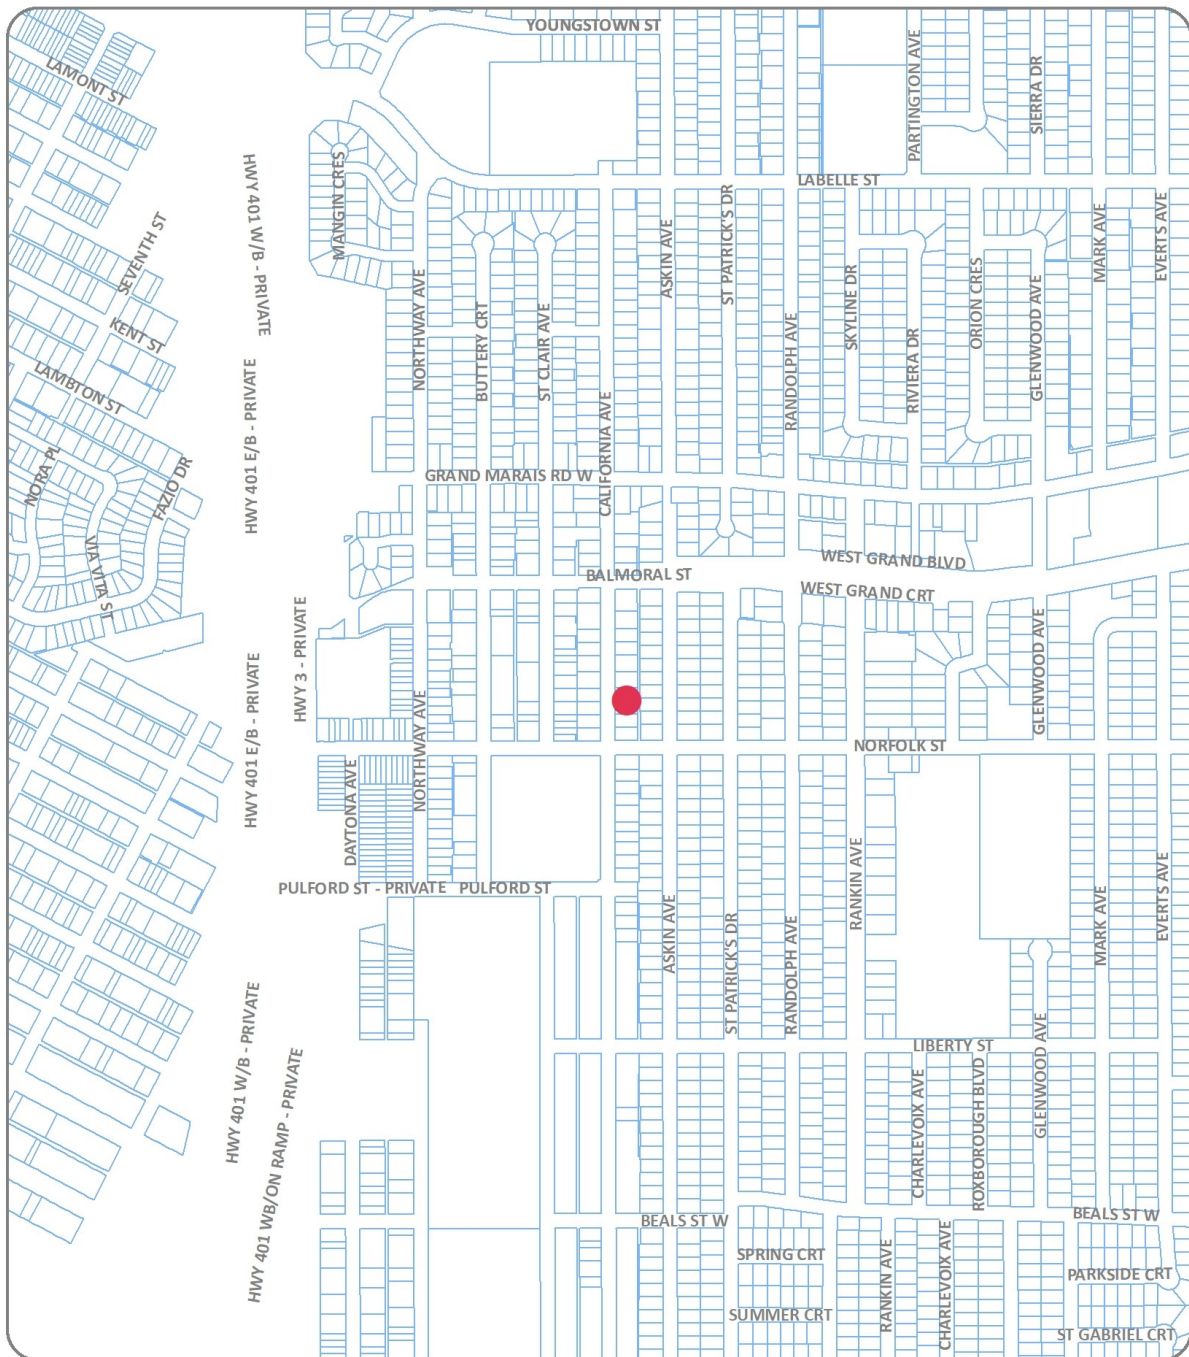 YOUNGSTOWN ST
LAMONT ST
PARTINGTON AVE
SIERRA DR
HWY 401 W/B - PRIVATE
MANGIN CRES
LABELLE ST
SEVENTH ST
ASKIN AVE
ST PATRICK'S DR
MARK AVE
EVERTS AVE
KENT ST
NORTHWAY AVE
BUTTERY CRT
ST CLAIR AVE
SKYLINE DR
RIVIERA DR
ORION CRES
GLENWOOD AVE
RANDOLPH AVE
LAMBTON ST
HWY 401 E/B - PRIVATE
CALIFORNIA AVE
NORA PL
FAZIO DR
GRAND MARAIS RD W
VIA VITA ST
WEST GRAND BLVD
BALMORAL ST
WEST GRAND CRT
HWY 3 - PRIVATE
HWY 401 E/B - PRIVATE
NORTHWAY AVE
GLENWOOD AVE
NORFOLK ST
DAYTONA AVE
RANKIN AVE
PULFORD ST - PRIVATE
PULFORD ST
ASKIN AVE
ST PATRICK'S DR
RANDOLPH AVE
MARK AVE
EVERTS AVE
HWY 401 W/B - PRIVATE
LIBERTY ST
HWY 401 WB/ON RAMP - PRIVATE
CHARLEVOIX AVE
ROXBOROUGH BLVD
GLENWOOD AVE
BEALS ST W
BEALS ST W
SPRING CRT
RANKIN AVE
CHARLEVOIX AVE
PARKSIDE CRT
SUMMER CRT
ST GABRIEL CRT